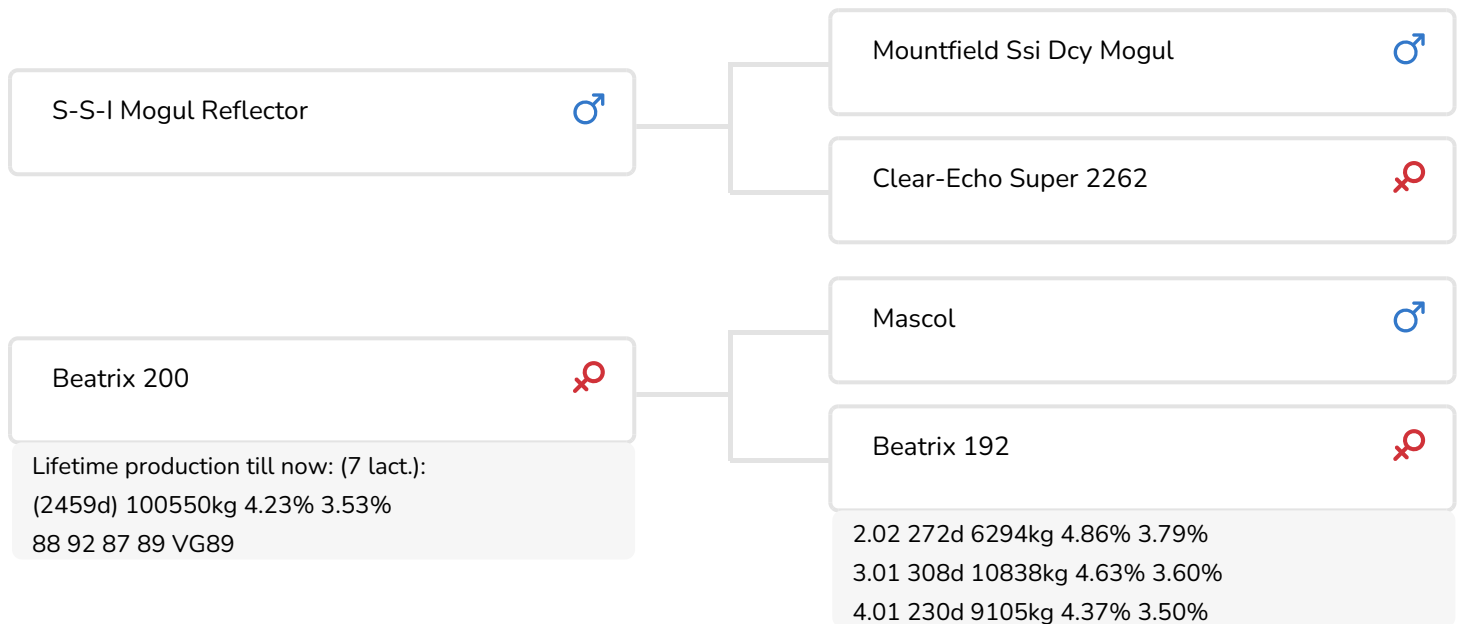 Mountfield Ssi Dcy Mogul
S-S-I Mogul Reflector
Clear-Echo Super 2262
Mascol
Beatrix 200
Beatrix 192
Lifetime production till now: (7 lact.):
(2459d) 100550kg 4.23% 3.53%
88 92 87 89 VG89
2.02 272d 6294kg 4.86% 3.79%
3.01 308d 10838kg 4.63% 3.60%
4.01 230d 9105kg 4.37% 3.50%